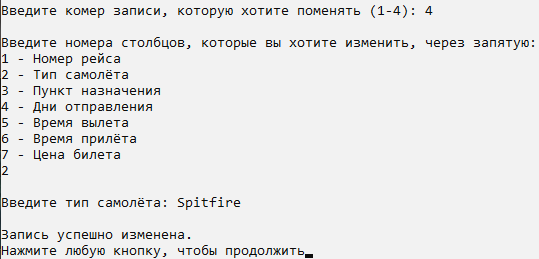 Введите комер записи, которую хотите поменять (1-4): 4
Введите номера столбцов, которые вы хотите изменить, через запятую:
1 - Номер рейса
2 - Тип самолёта
3 - Пункт назначения
4 - Дни отправления
5 - Время вылета
6 - Время прилёта
7 - Цена билета
2
Введите тип самолёта: Spitfire
Запись успешно изменена.
Нажмите любую кнопку, чтобы продолжить